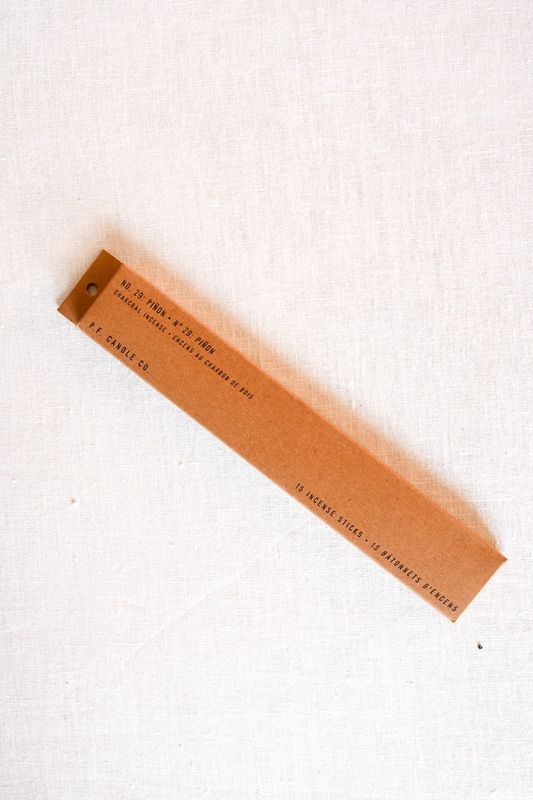 NO. 29: PIÑON • Nº 29: PIÑON
CHARCOAL INCENSE • ENCENS AU CHARBON DE BOIS
P.F. CANDLE CO.
15 INCENSE STICKS • 15 BÂTONNETS D'ENCENS